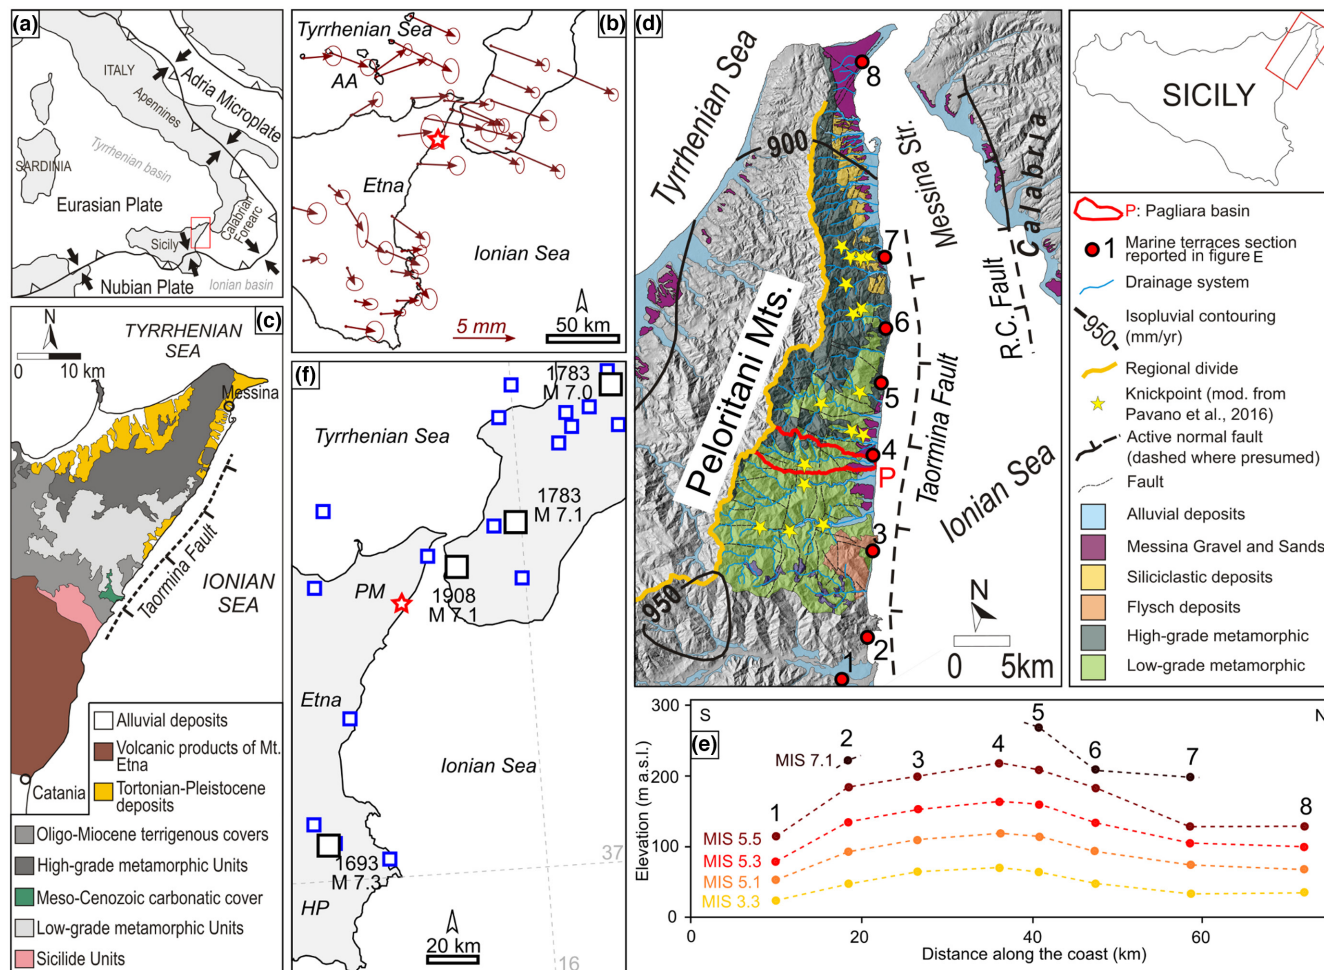 (a)
ITALY
Adria Microplate
Apennines
Tyrrhenian basin
SARDINIA
Eurasian Plate
Calabrian
Forearc
Sicily
Nubian Plate
Ionian basin
(b)
Tyrrhenian Sea
AA
Etna
Ionian Sea
5 mm
50 km
(c)
N
0 10 km
TYRRHENIAN
SEA
Messina
Taormina Fault
IONIAN
SEA
Catania
Alluvial deposits
Volcanic products of Mt.
Etna
Tortonian-Pleistocene
deposits
Oligo-Miocene terrigenous covers
High-grade metamorphic Units
Meso-Cenozoic carbonatic cover
Low-grade metamorphic Units
Sicilide Units
(f)
1783
M 7.0
Tyrrhenian Sea
1783
M 7.1
PM
1908
M 7.1
Etna
Ionian Sea
1693
M 7.3
37
HP
20 km
16
(d)
Tyrrhenian Sea
8
900
Messina Str.
Calabria
7
R.C. Fault
6
Peloritani Mts.
5
Taormina Fault
4
P
Ionian Sea
3
950
2
1
N
0 5km
SICILY
P: Pagliara basin
1 Marine terraces section
reported in figure E
Drainage system
950 Isopluvial contouring
(mm/yr)
Regional divide
Knickpoint (mod. from
Pavano et al., 2016)
Active normal fault
(dashed where presumed)
Fault
Alluvial deposits
Messina Gravel and Sands
Siliciclastic deposits
Flysch deposits
High-grade metamorphic
Low-grade metamorphic
(e)
S
N
Elevation (m a.s.l.)
300
200
100
0
MIS 7.1
MIS 5.5
MIS 5.3
MIS 5.1
MIS 3.3
1
2
3
4
5
6
7
8
0
20
40
60
Distance along the coast (km)